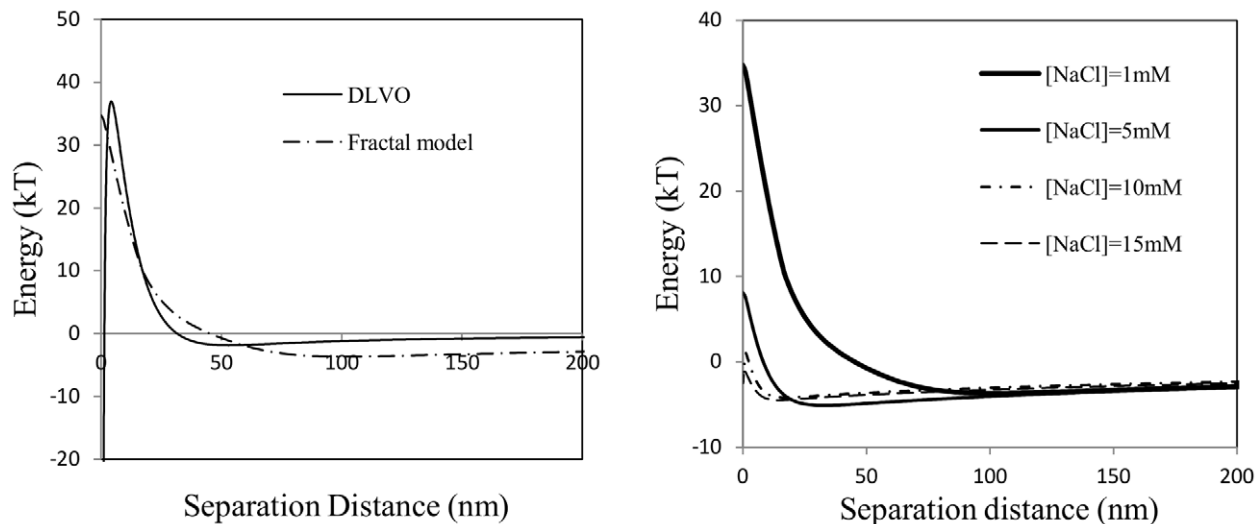 50
40
30
20
10
0
-10
-20
0
50
100
150
200
Energy (kT)
Separation Distance (nm)
DLVO
Fractal model
40
30
20
10
0
-10
0
50
100
150
200
Energy (kT)
Separation distance (nm)
[NaCl]=1mM
[NaCl]=5mM
[NaCl]=10mM
[NaCl]=15mM